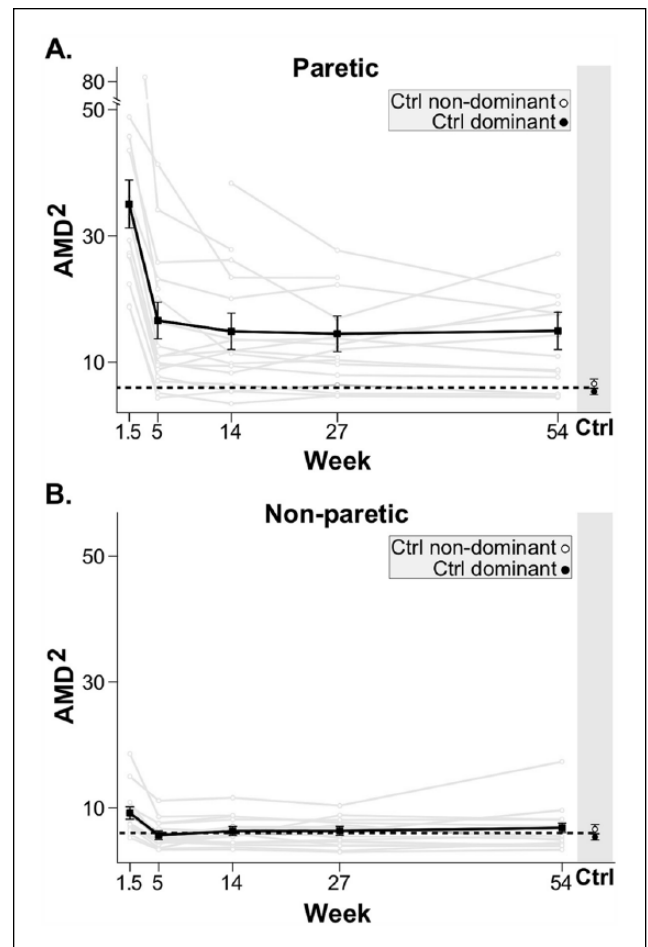 A.
Paretic
80
50
30
10
AMD2
Ctrl non-dominant
Ctrl dominant
1.5 5 14 27 54 Ctrl
Week
B.
Non-paretic
50
30
10
AMD2
Ctrl non-dominant
Ctrl dominant
1.5 5 14 27 54 Ctrl
Week